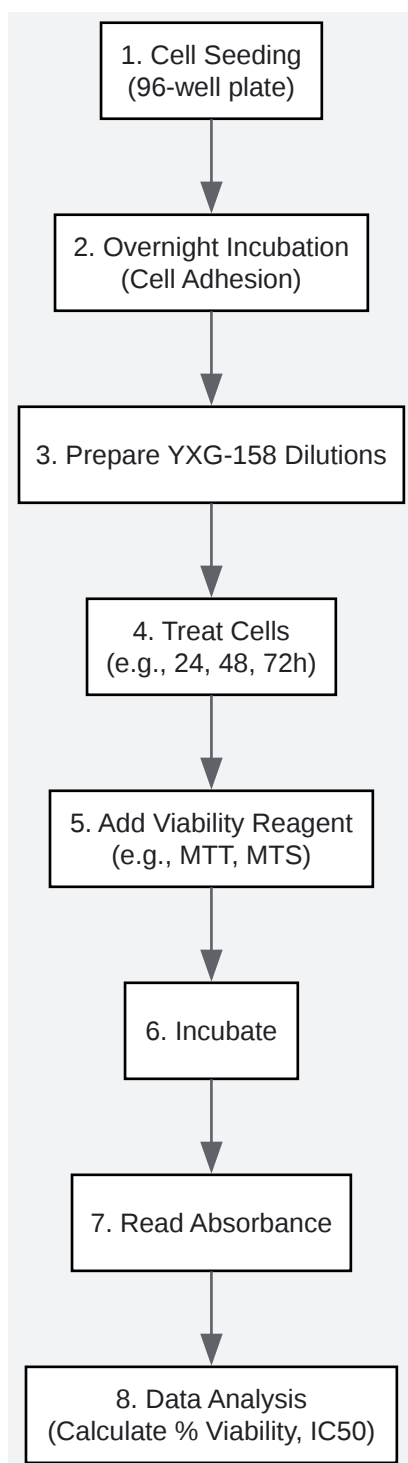 1. Cell Seeding
(96-well plate)
2. Overnight Incubation
(Cell Adhesion)
3. Prepare YXG-158 Dilutions
4. Treat Cells
(e.g., 24, 48, 72h)
5. Add Viability Reagent
(e.g., MTT, MTS)
6. Incubate
7. Read Absorbance
8. Data Analysis
(Calculate % Viability, IC50)